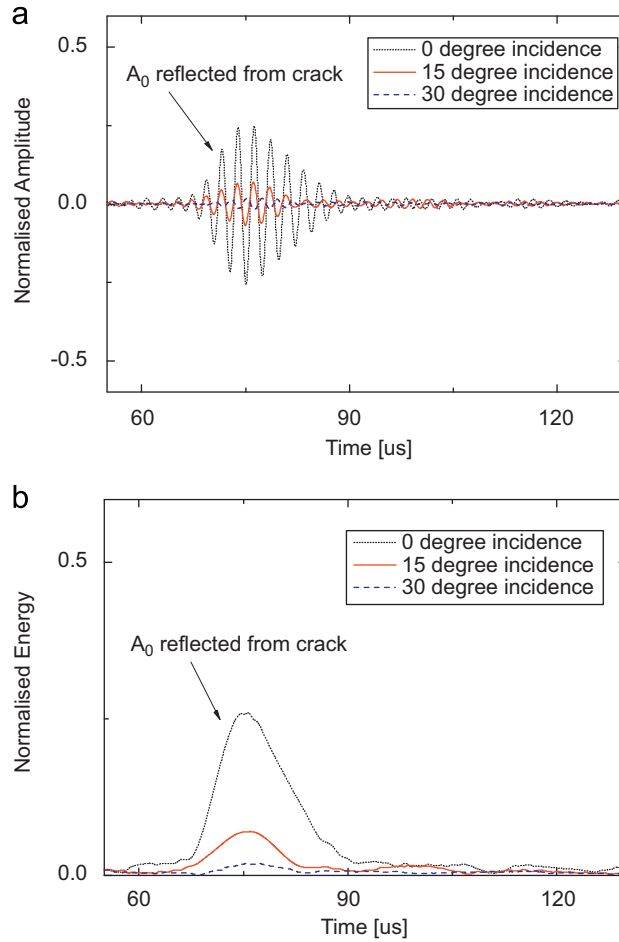 a
0.5
0 degree incidence
15 degree incidence
30 degree incidence
A0 reflected from crack
Normalised Amplitude
0.0
-0.5
60
90
120
Time [us]
b
0.5
0 degree incidence
15 degree incidence
30 degree incidence
A0 reflected from crack
Normalised Energy
0.0
60
90
120
Time [us]